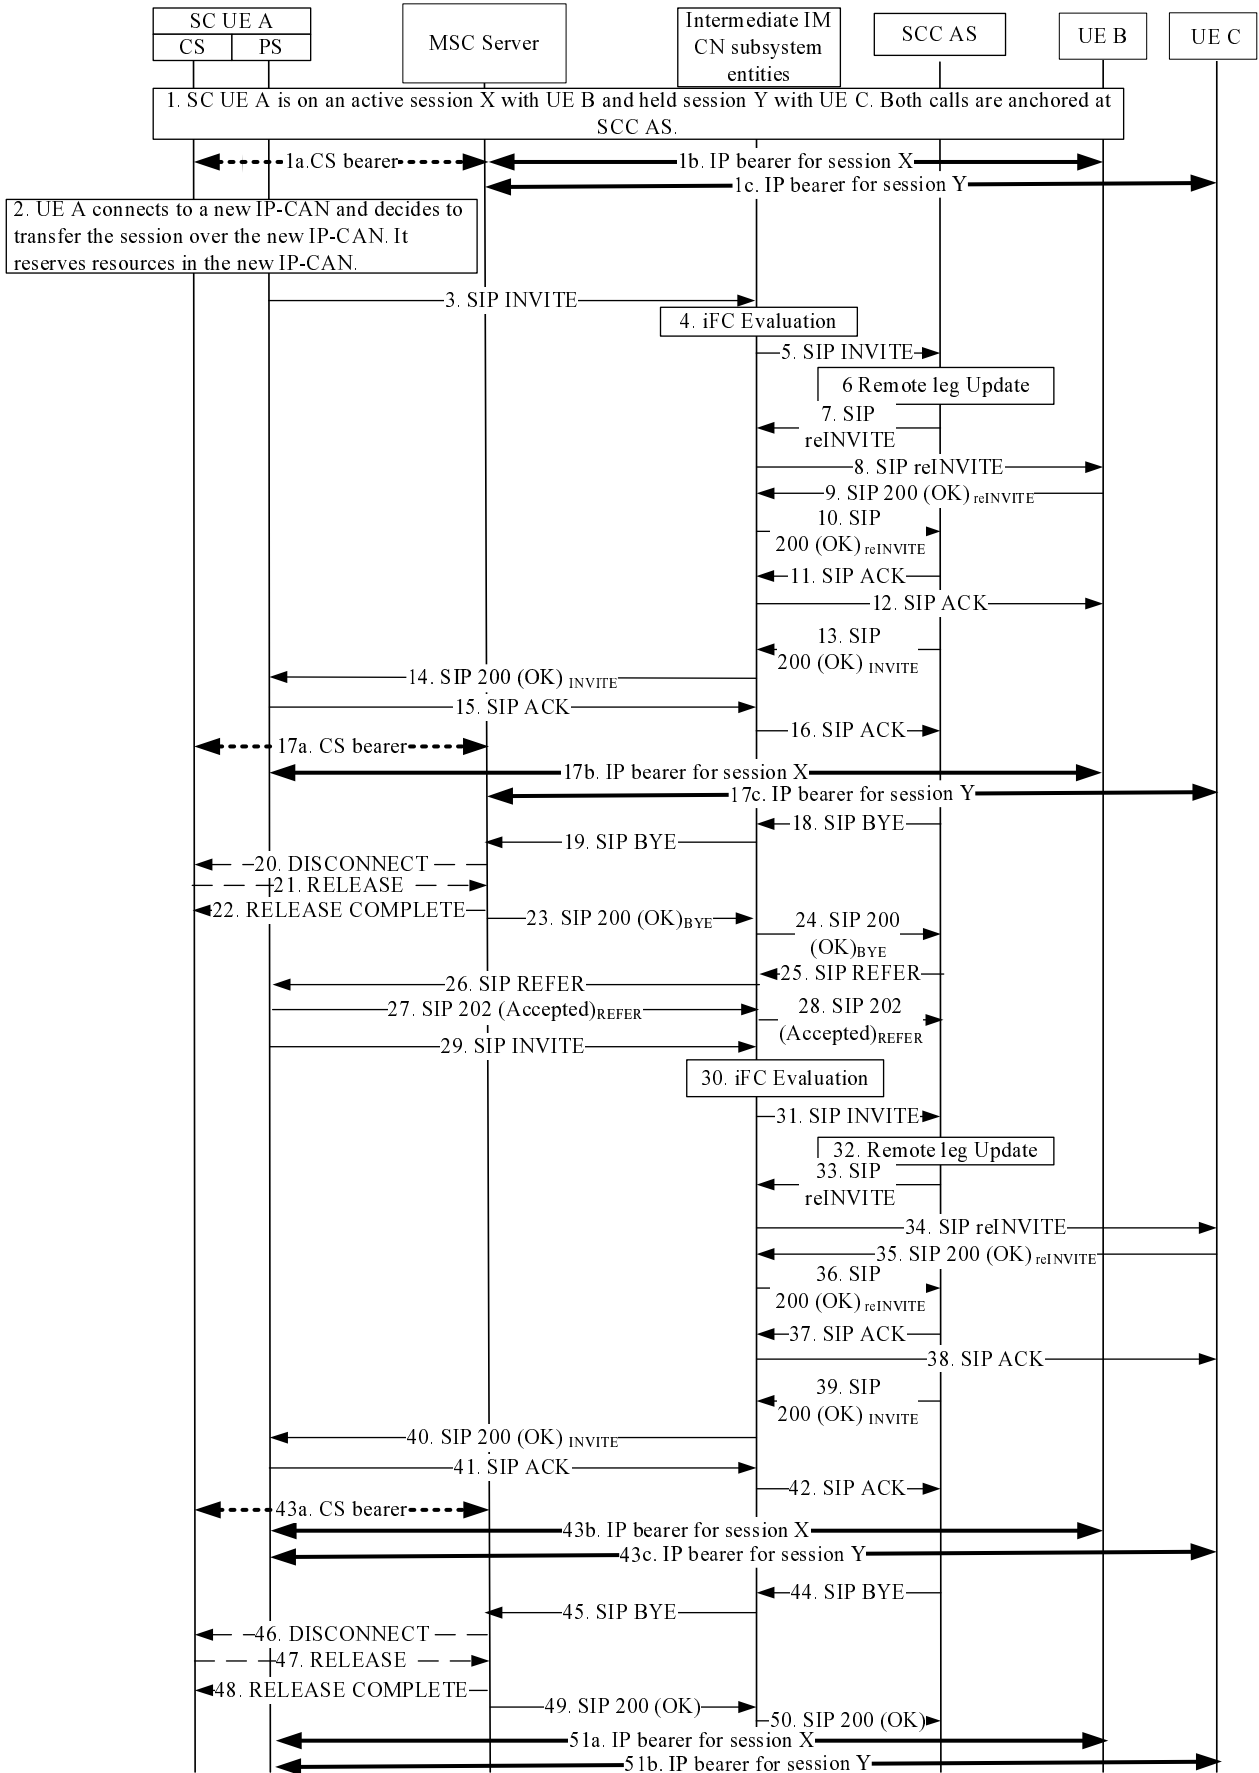 SC UE A
CS
PS
MSC Server
Intermediate IM
CN subsystem
entities
SCC AS
UE B
UE C
1. SC UE A is on an active session X with UE B and held session Y with UE C. Both calls are anchored at
SCC AS.
1a.CS bearer
1b. IP bearer for session X
1c. IP bearer for session Y
2. UE A connects to a new IP-CAN and decides to
transfer the session over the new IP-CAN. It
reserves resources in the new IP-CAN.
3. SIP INVITE
4. iFC Evaluation
5. SIP INVITE
6 Remote leg Update
7. SIP
reINVITE
8. SIP reINVITE
9. SIP 200 (OK) reINVITE
10. SIP
200 (OK) reINVITE
11. SIP ACK
12. SIP ACK
13. SIP
200 (OK) INVITE
14. SIP 200 (OK) INVITE
15. SIP ACK
16. SIP ACK
17a. CS bearer
17b. IP bearer for session X
17c. IP bearer for session Y
18. SIP BYE
19. SIP BYE
20. DISCONNECT
21. RELEASE
22. RELEASE COMPLETE
23. SIP 200 (OK)BYE
24. SIP 200
(OK)BYE
25. SIP REFER
26. SIP REFER
27. SIP 202 (Accepted)REFER
28. SIP 202
(Accepted)REFER
29. SIP INVITE
30. iFC Evaluation
31. SIP INVITE
32. Remote leg Update
33. SIP
reINVITE
34. SIP reINVITE
35. SIP 200 (OK) reINVITE
36. SIP
200 (OK) reINVITE
37. SIP ACK
38. SIP ACK
39. SIP
200 (OK) INVITE
40. SIP 200 (OK) INVITE
41. SIP ACK
42. SIP ACK
43a. CS bearer
43b. IP bearer for session X
43c. IP bearer for session Y
44. SIP BYE
45. SIP BYE
46. DISCONNECT
47. RELEASE
48. RELEASE COMPLETE
49. SIP 200 (OK)
50. SIP 200 (OK)
51a. IP bearer for session X
51b. IP bearer for session Y